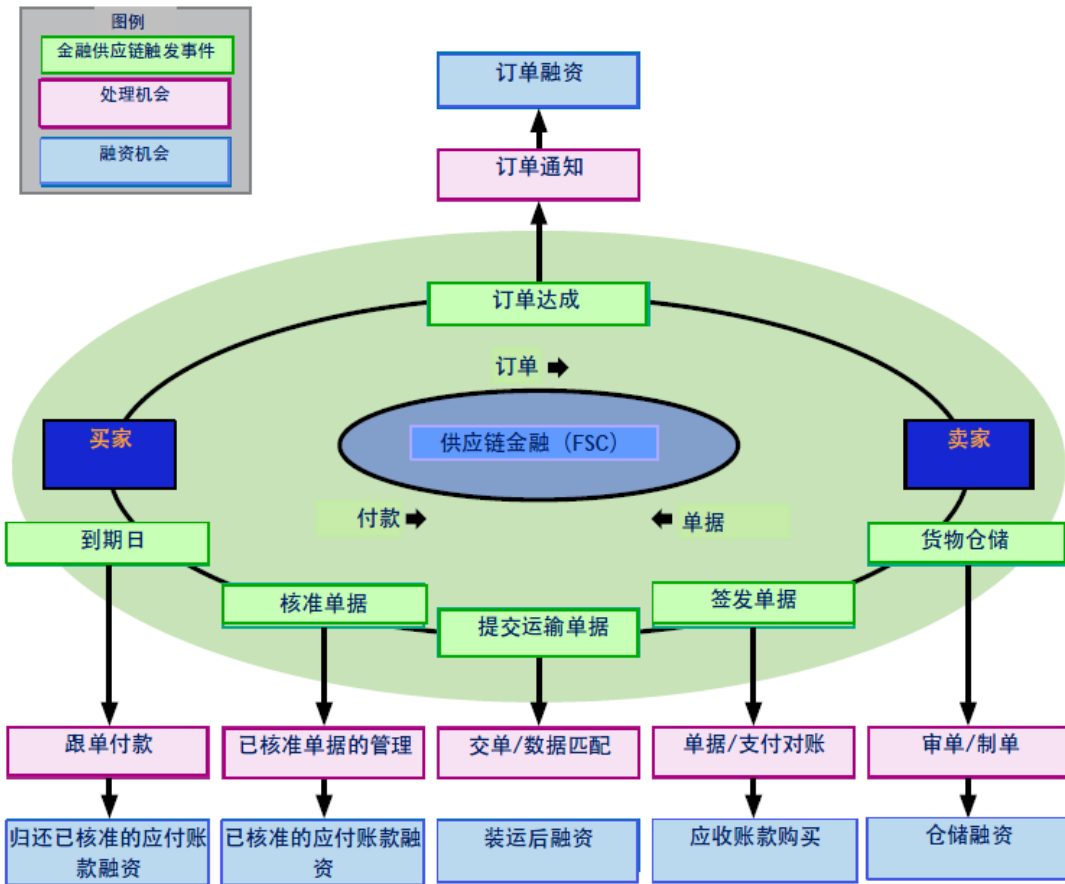 图例
金融供应链触发事件
处理机会
融资机会
订单融资
订单通知
订单达成
订单
买家
供应链金融（FSC）
卖家
付款
单据
到期日
货物仓储
核准单据
签发单据
提交运输单据
跟单付款
已核准单据的管理
交单/数据匹配
单据/支付对账
审单/制单
归还已核准的应付账
款融资
已核准的应付账款融
资
装运后融资
应收账款购买
仓储融资